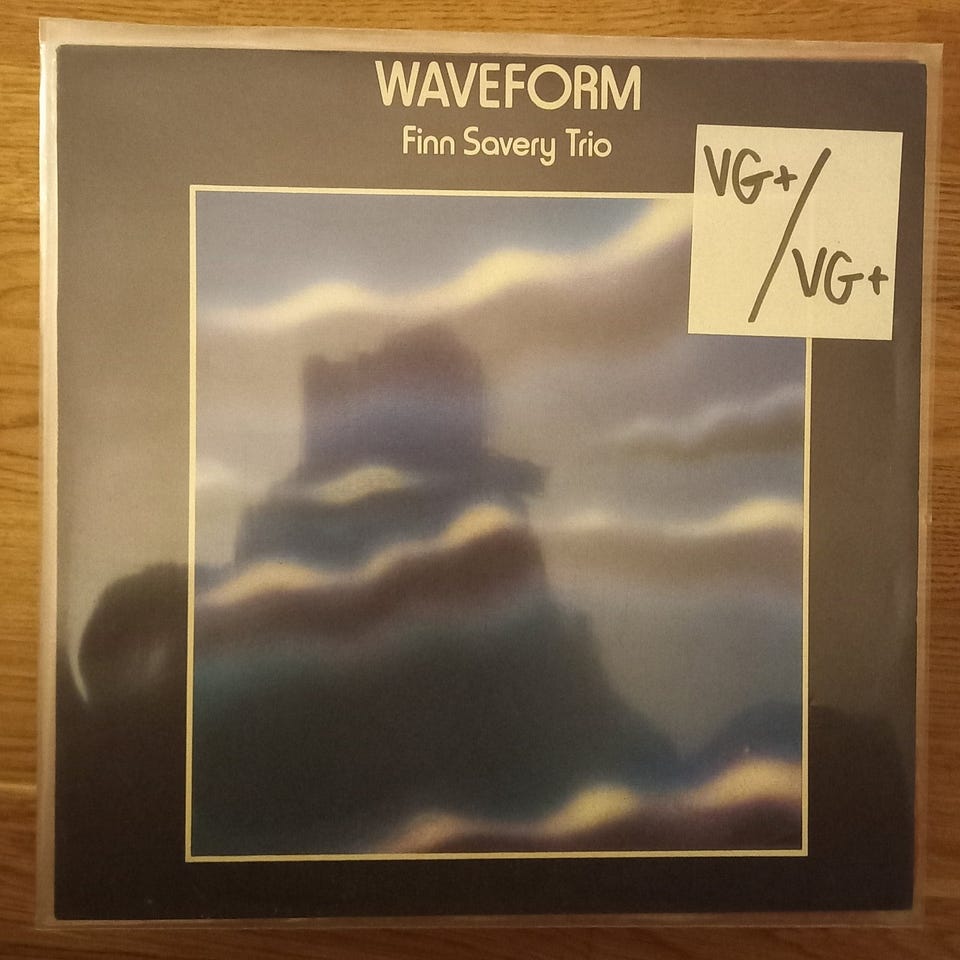 WAVEFORM
Finn Savery Trio
VG+/
VG+